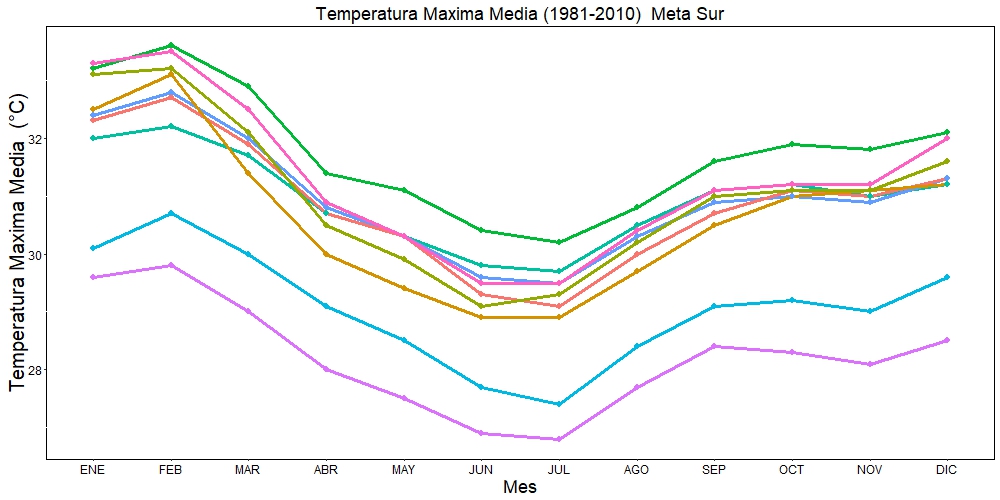 Temperatura Maxima Media (1981-2010)  Meta Sur
Temperatura Maxima Media (°C)
32
30
28
ENE FEB MAR ABR MAY JUN JUL AGO SEP OCT NOV DIC
Mes